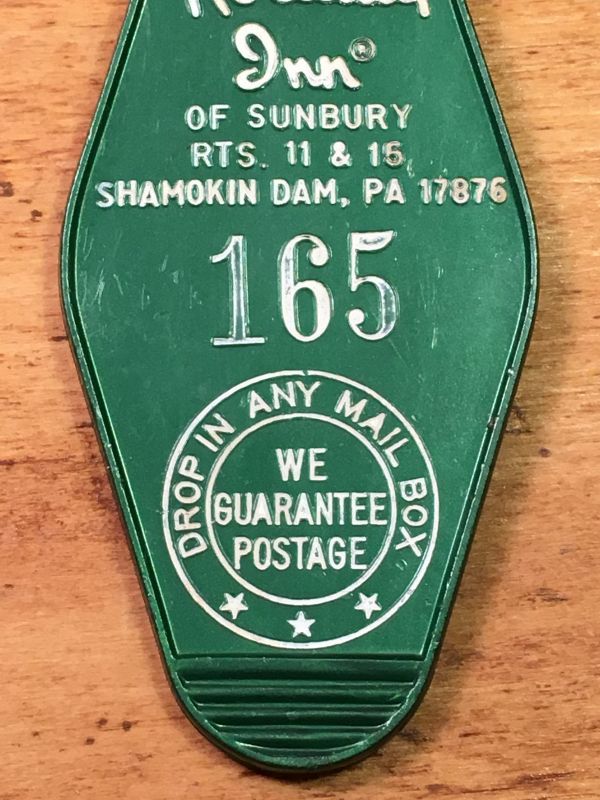 Holiday
Inn®
OF SUNBURY
RTS. 11 & 15
SHAMOKIN DAM, PA 17876
165
DROP IN ANY MAIL BOX
WE
GUARANTEE
POSTAGE